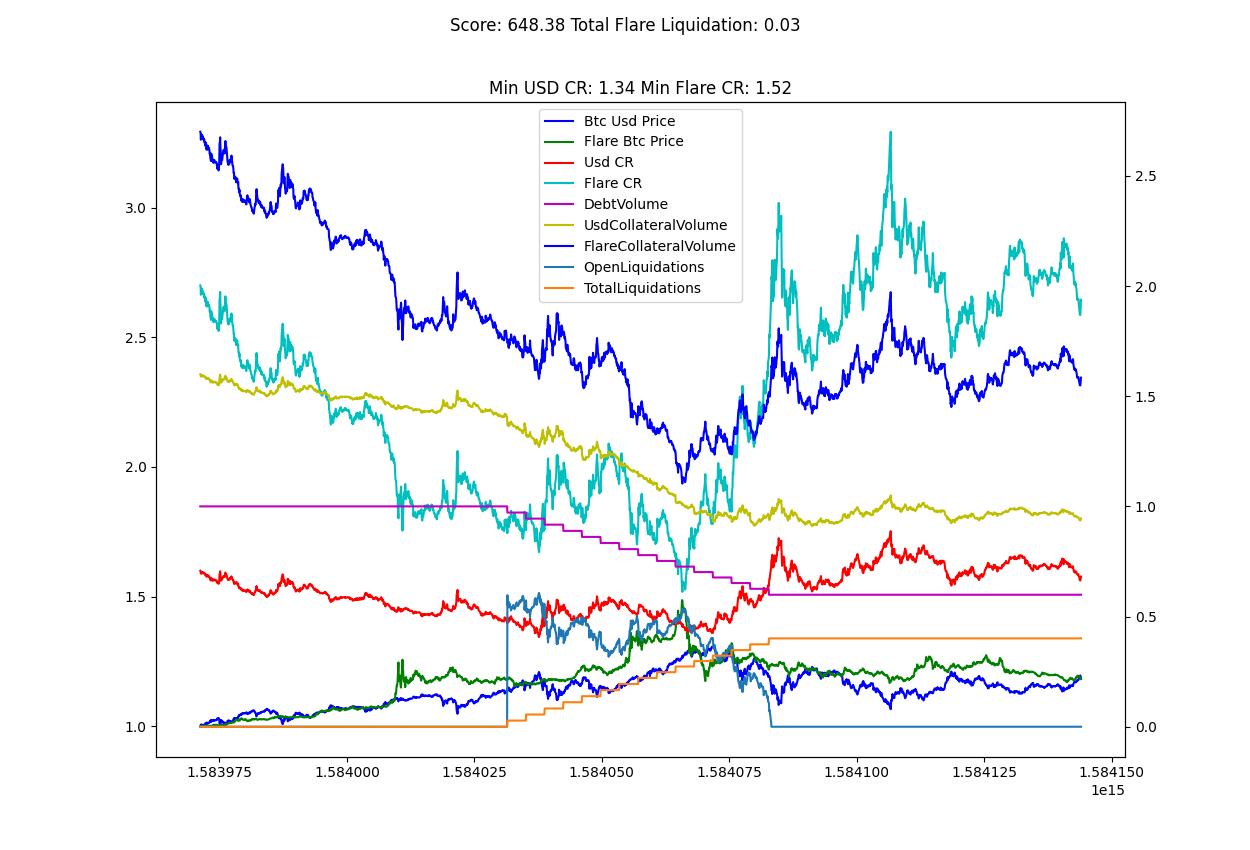 Score: 648.38 Total Flare Liquidation: 0.03
Min USD CR: 1.34 Min Flare CR: 1.52
Btc Usd Price
Flare Btc Price
Usd CR
Flare CR
DebtVolume
UsdCollateralVolume
FlareCollateralVolume
OpenLiquidations
TotalLiquidations
3.0
2.5
2.0
1.5
1.0
2.5
2.0
1.5
1.0
0.5
0.0
1.583975 1.584000 1.584025 1.584050 1.584075 1.584100 1.584125 1.584150
1e15